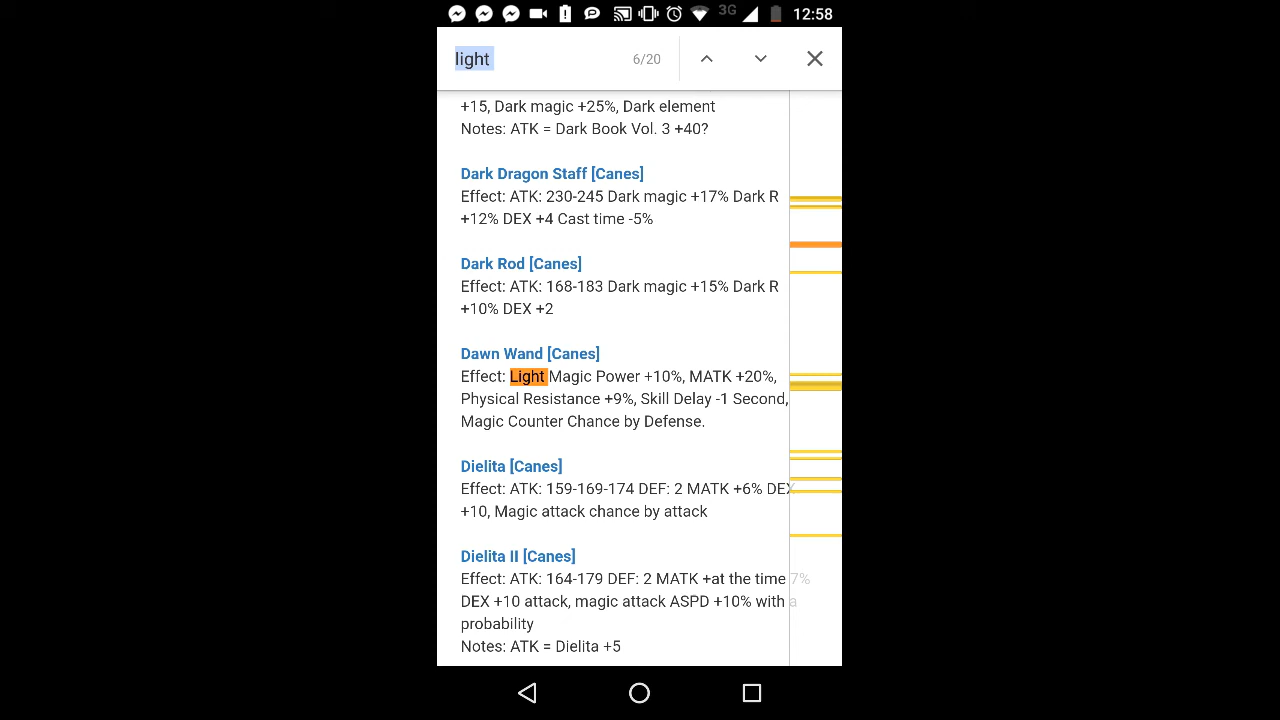 3G 12:58
light 6/20
+15, Dark magic +25%, Dark element
Notes: ATK = Dark Book Vol. 3 +40?
Dark Dragon Staff [Canes]
Effect: ATK: 230-245 Dark magic +17% Dark R
+12% DEX +4 Cast time -5%
Dark Rod [Canes]
Effect: ATK: 168-183 Dark magic +15% Dark R
+10% DEX +2
Dawn Wand [Canes]
Effect: Light Magic Power +10%, MATK +20%,
Physical Resistance +9%, Skill Delay -1 Second,
Magic Counter Chance by Defense.
Dielita [Canes]
Effect: ATK: 159-169-174 DEF: 2 MATK +6% DEX
+10, Magic attack chance by attack
Dielita II [Canes]
Effect: ATK: 164-179 DEF: 2 MATK +at the time 7%
DEX +10 attack, magic attack ASPD +10% with a
probability
Notes: ATK = Dielita +5